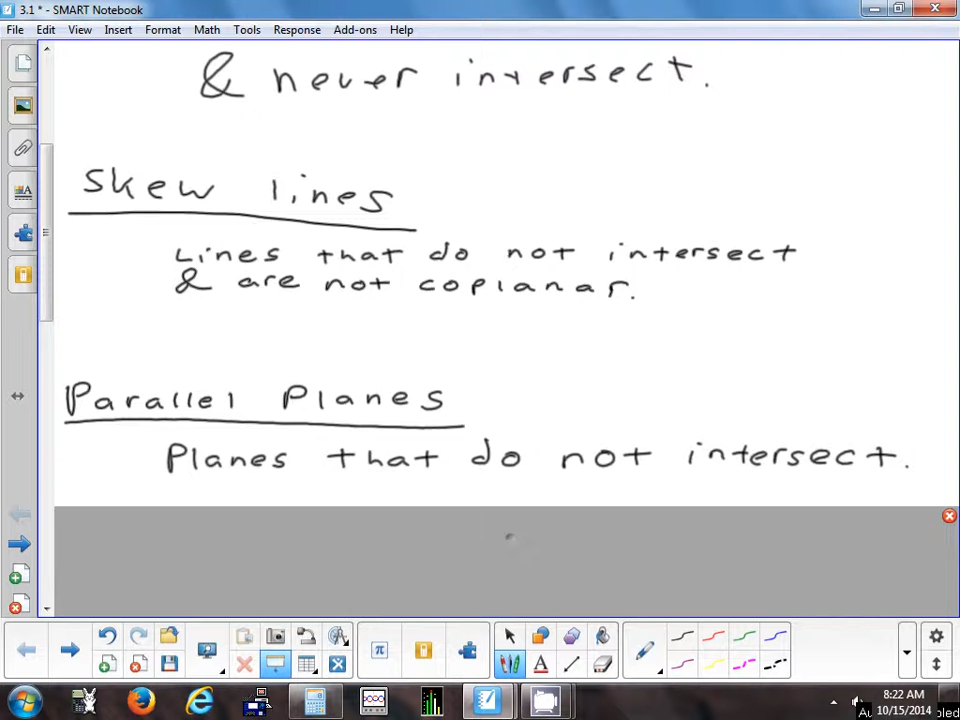 3.1 * - SMART Notebook
File Edit View Insert Format Math Tools Response Add-ons Help
& never intersect.
Skew lines
Lines that do not intersect
& are not coplanar.
Parallel Planes
Planes that do not intersect.
8:22 AM
10/15/2014